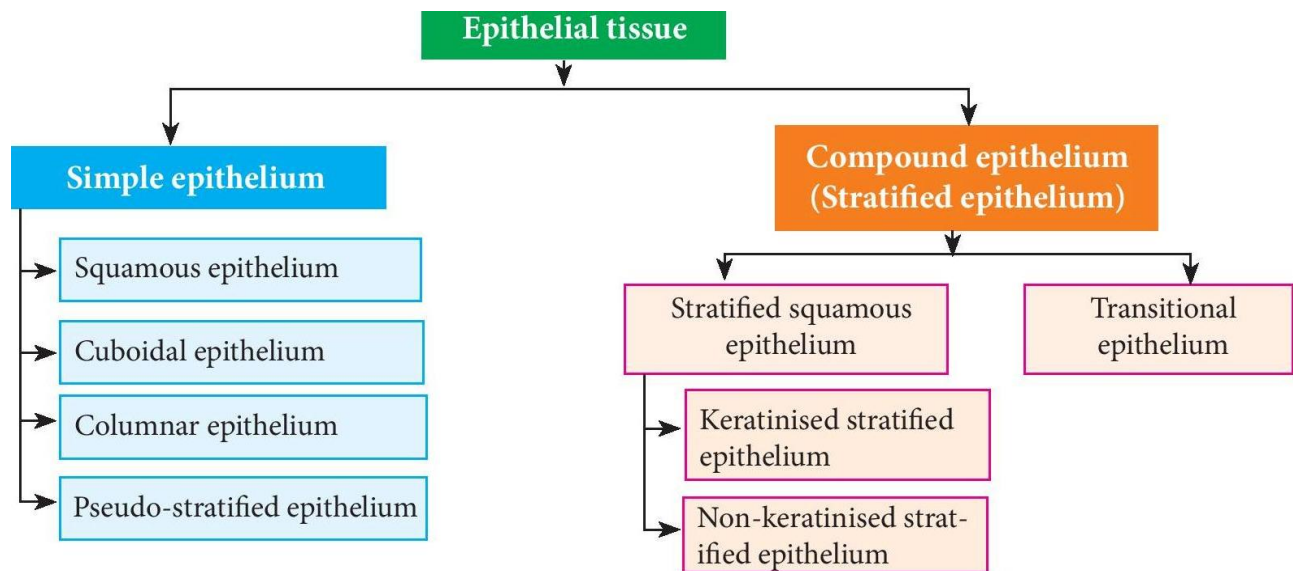 Epithelial tissue
Simple epithelium
Squamous epithelium
Cuboidal epithelium
Columnar epithelium
Pseudo-stratified epithelium
Compound epithelium
(Stratified epithelium)
Stratified squamous
epithelium
Keratinised stratified
epithelium
Non-keratinised strat-
ified epithelium
Transitional
epithelium